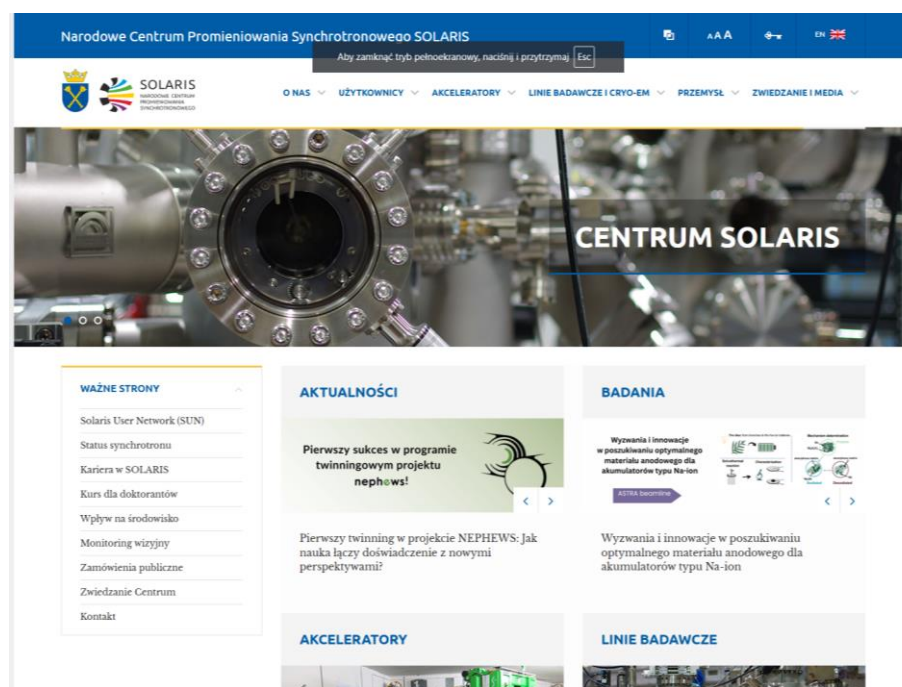 Narodowe Centrum Promieniowania Synchrotronowego SOLARIS
A A A
EN
Aby zamknąć tryb pełnoekranowy, naciśnij i przytrzymaj Esc
SOLARIS
NARODOWE CENTRUM
PROMIENIOWANIA
SYNCHROTRONOWEGO
O NAS
UŻYTKOWNICY
AKCELERATORY
LINIE BADAWCZE I CRYO-EM
PRZEMYSŁ
ZWIEDZANIE I MEDIA
CENTRUM SOLARIS
WAŻNE STRONY
Solaris User Network (SUN)
Status synchrotronu
Kariera w SOLARIS
Kurs dla doktorantów
Wpływ na środowisko
Monitoring wizyjny
Zamówienia publiczne
Zwiedzanie Centrum
Kontakt
AKTUALNOŚCI
Pierwszy sukces w programie
twinningowym projektu
nephews!
Pierwszy twinning w projekcie NEPHEWS: Jak
nauka łączy doświadczenie z nowymi
perspektywami?
BADANIA
Wyzwania i innowacje
w poszukiwaniu optymalnego
materiału anodowego dla
akumulatorów typu Na-ion
ASTRA beamline
Wyzwania i innowacje w poszukiwaniu
optymalnego materiału anodowego dla
akumulatorów typu Na-ion
AKCELERATORY
LINIE BADAWCZE